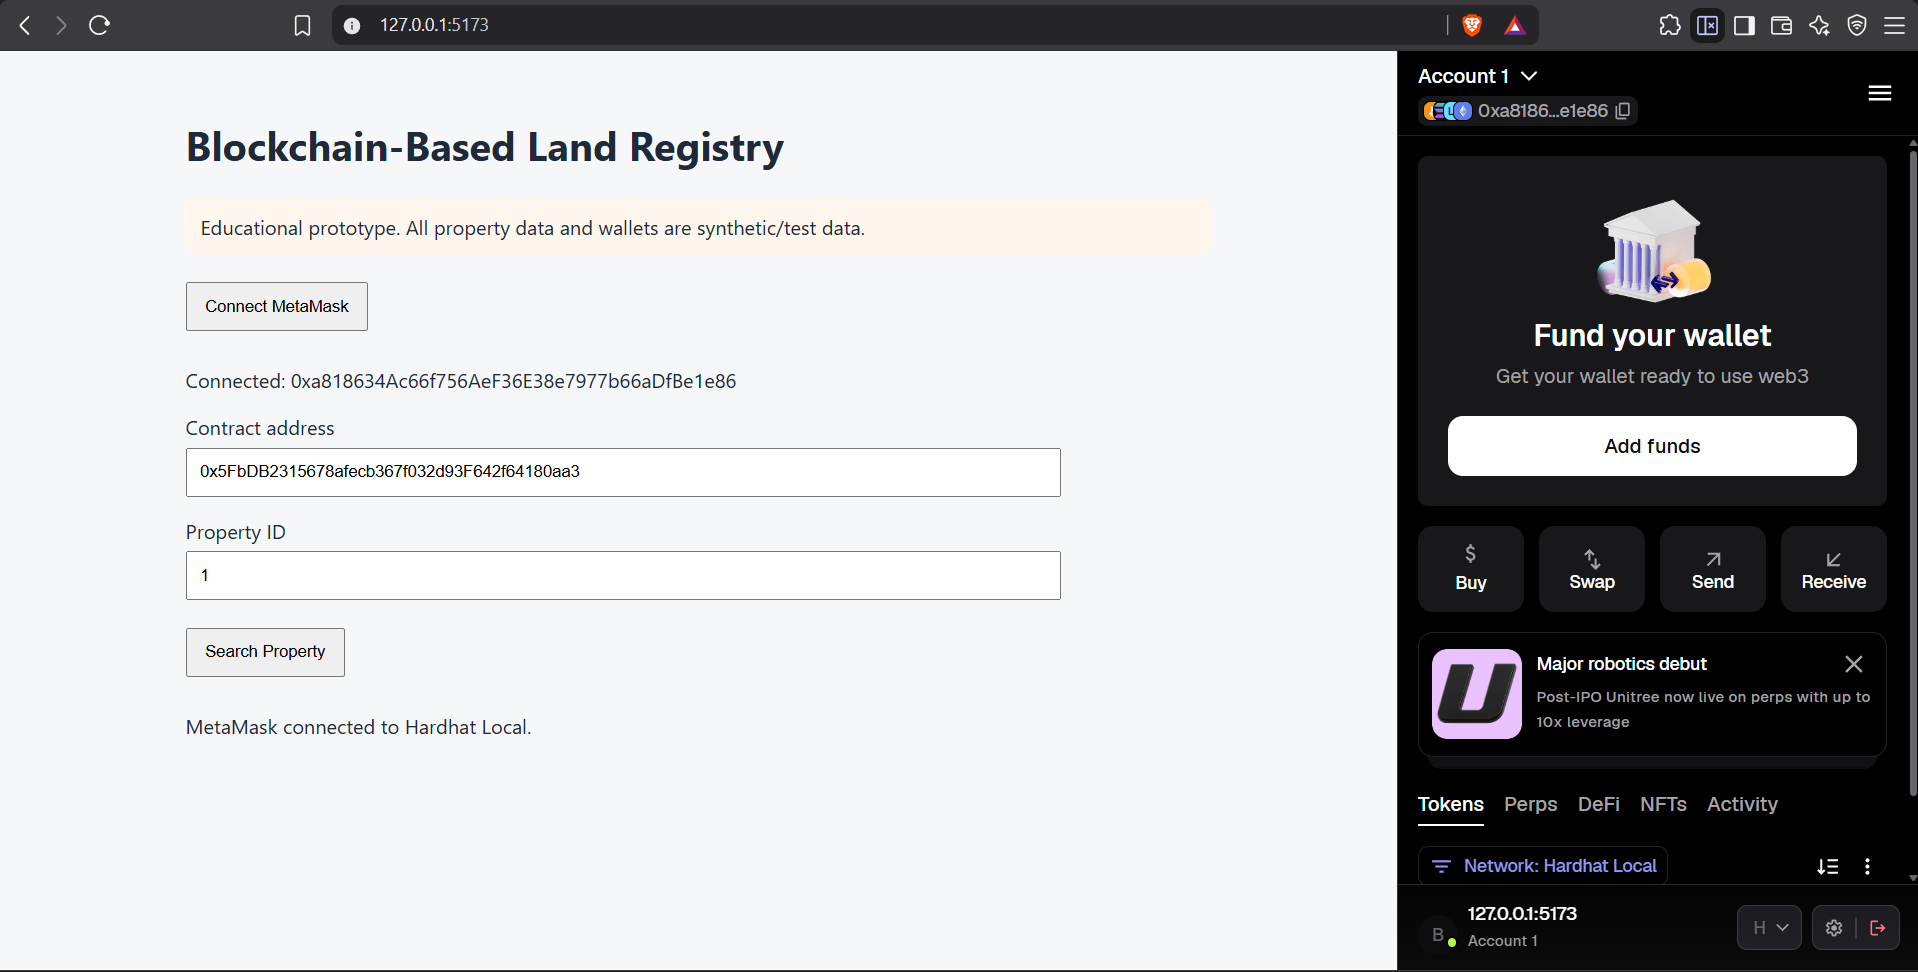 127.0.0.1:5173
Blockchain-Based Land Registry
Educational prototype. All property data and wallets are synthetic/test data.
Connect MetaMask
Connected: 0xa818634Ac66f756AeF36E38e7977b66aDfBe1e86
Contract address
0x5FbDB2315678afecb367f032d93F642f64180aa3
Property ID
1
Search Property
MetaMask connected to Hardhat Local.
Account 1
0xa8186...e1e86
Fund your wallet
Get your wallet ready to use web3
Add funds
$
Buy
Swap
Send
Receive
U
Major robotics debut
Post-IPO Unitree now live on perps with up to
10x leverage
Tokens
Perps
DeFi
NFTs
Activity
Network: Hardhat Local
B
127.0.0.1:5173
Account 1
H